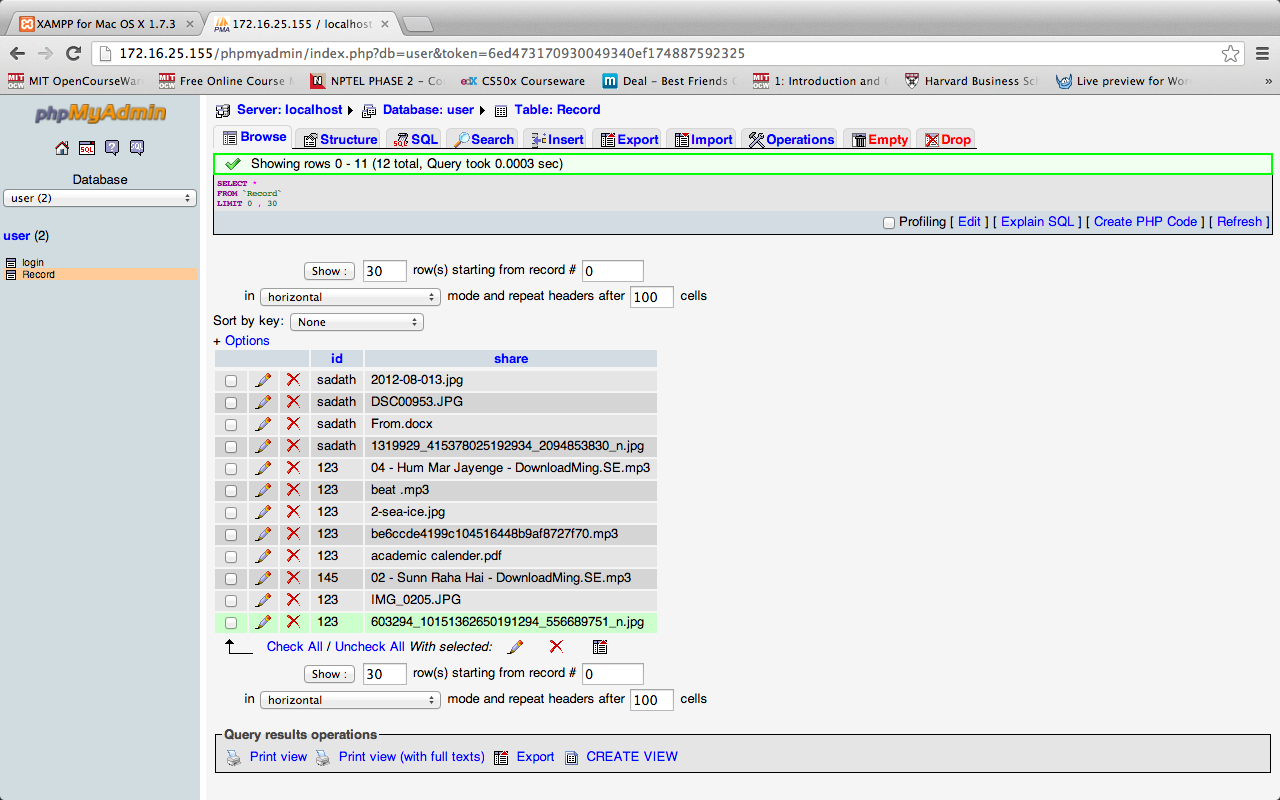 XAMPP for Mac OS X 1.7.3
172.16.25.155 / localhost
172.16.25.155/phpmyadmin/index.php?db=user&token=6ed473170930049340ef174887592325
MIT OpenCourseWar Free Online Course M NPTEL PHASE 2 – Co edX CS50x Courseware Deal – Best Friends 1: Introduction and Harvard Business Sc Live preview for Wor »
phpMyAdmin
Database
user (2)
user (2)
login
Record
Server: localhost Database: user Table: Record
Browse Structure SQL Search Insert Export Import Operations Empty Drop
Showing rows 0 - 11 (12 total, Query took 0.0003 sec)
SELECT *
FROM `Record`
LIMIT 0 , 30
Profiling [ Edit ] [ Explain SQL ] [ Create PHP Code ] [ Refresh ]
Show : 30 row(s) starting from record # 0
in horizontal mode and repeat headers after 100 cells
Sort by key: None
+ Options
id share
sadath 2012-08-013.jpg
sadath DSC00953.JPG
sadath From.docx
sadath 1319929_415378025192934_2094853830_n.jpg
123 04 - Hum Mar Jayenge - DownloadMing.SE.mp3
123 beat .mp3
123 2-sea-ice.jpg
123 be6ccde4199c104516448b9af8727f70.mp3
123 academic calender.pdf
145 02 - Sunn Raha Hai - DownloadMing.SE.mp3
123 IMG_0205.JPG
123 603294_10151362650191294_556689751_n.jpg
Check All / Uncheck All With selected:
Show : 30 row(s) starting from record # 0
in horizontal mode and repeat headers after 100 cells
Query results operations
Print view Print view (with full texts) Export CREATE VIEW